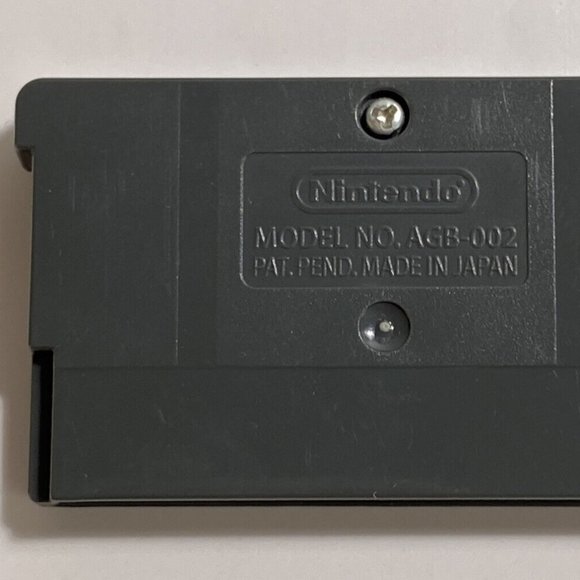 Nintendo®
MODEL NO. AGB-002
PAT. PEND. MADE IN JAPAN